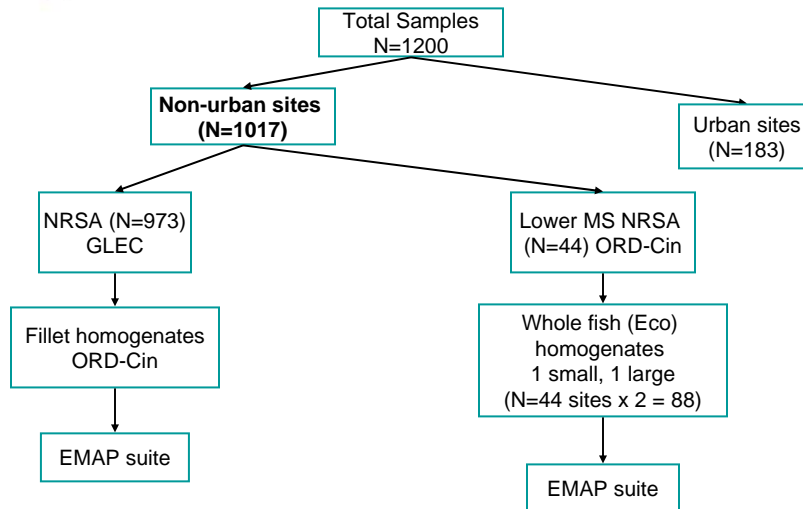 Total Samples
N=1200
Non-urban sites
(N=1017)
Urban sites
(N=183)
NRSA (N=973)
GLEC
Lower MS NRSA
(N=44) ORD-Cin
Fillet homogenates
ORD-Cin
Whole fish (Eco)
homogenates
1 small, 1 large
(N=44 sites x 2 = 88)
EMAP suite
EMAP suite